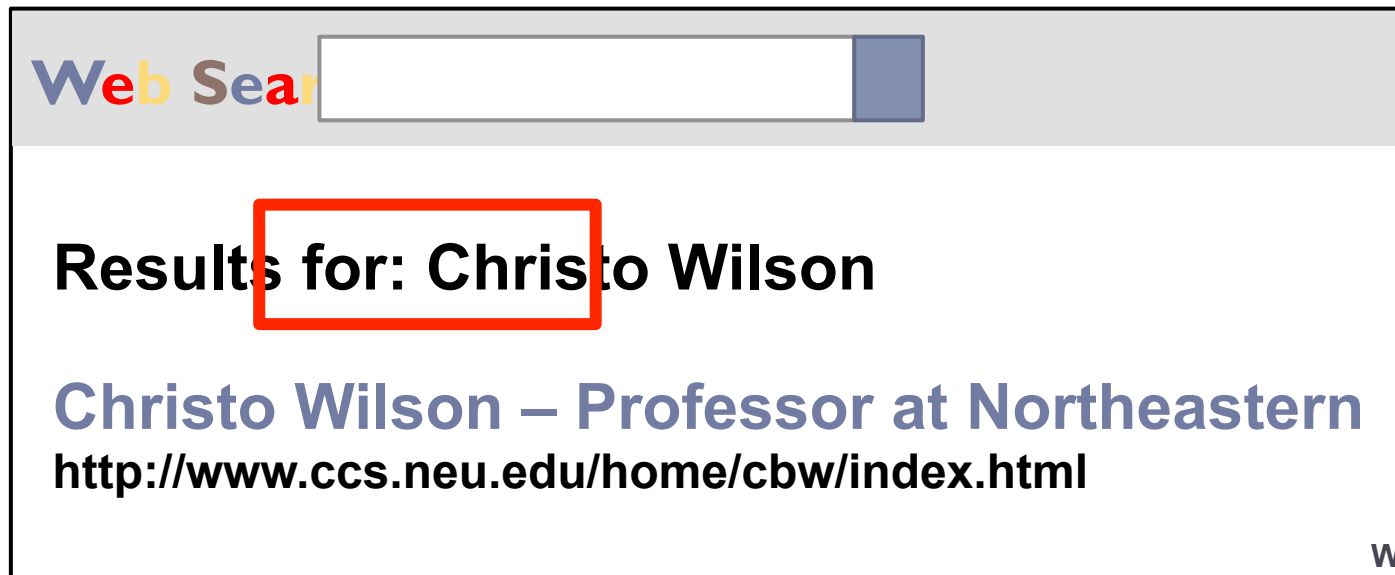 Web Sear
Results for: Christo Wilson
Christo Wilson – Professor at Northeastern
http://www.ccs.neu.edu/home/cbw/index.html
W